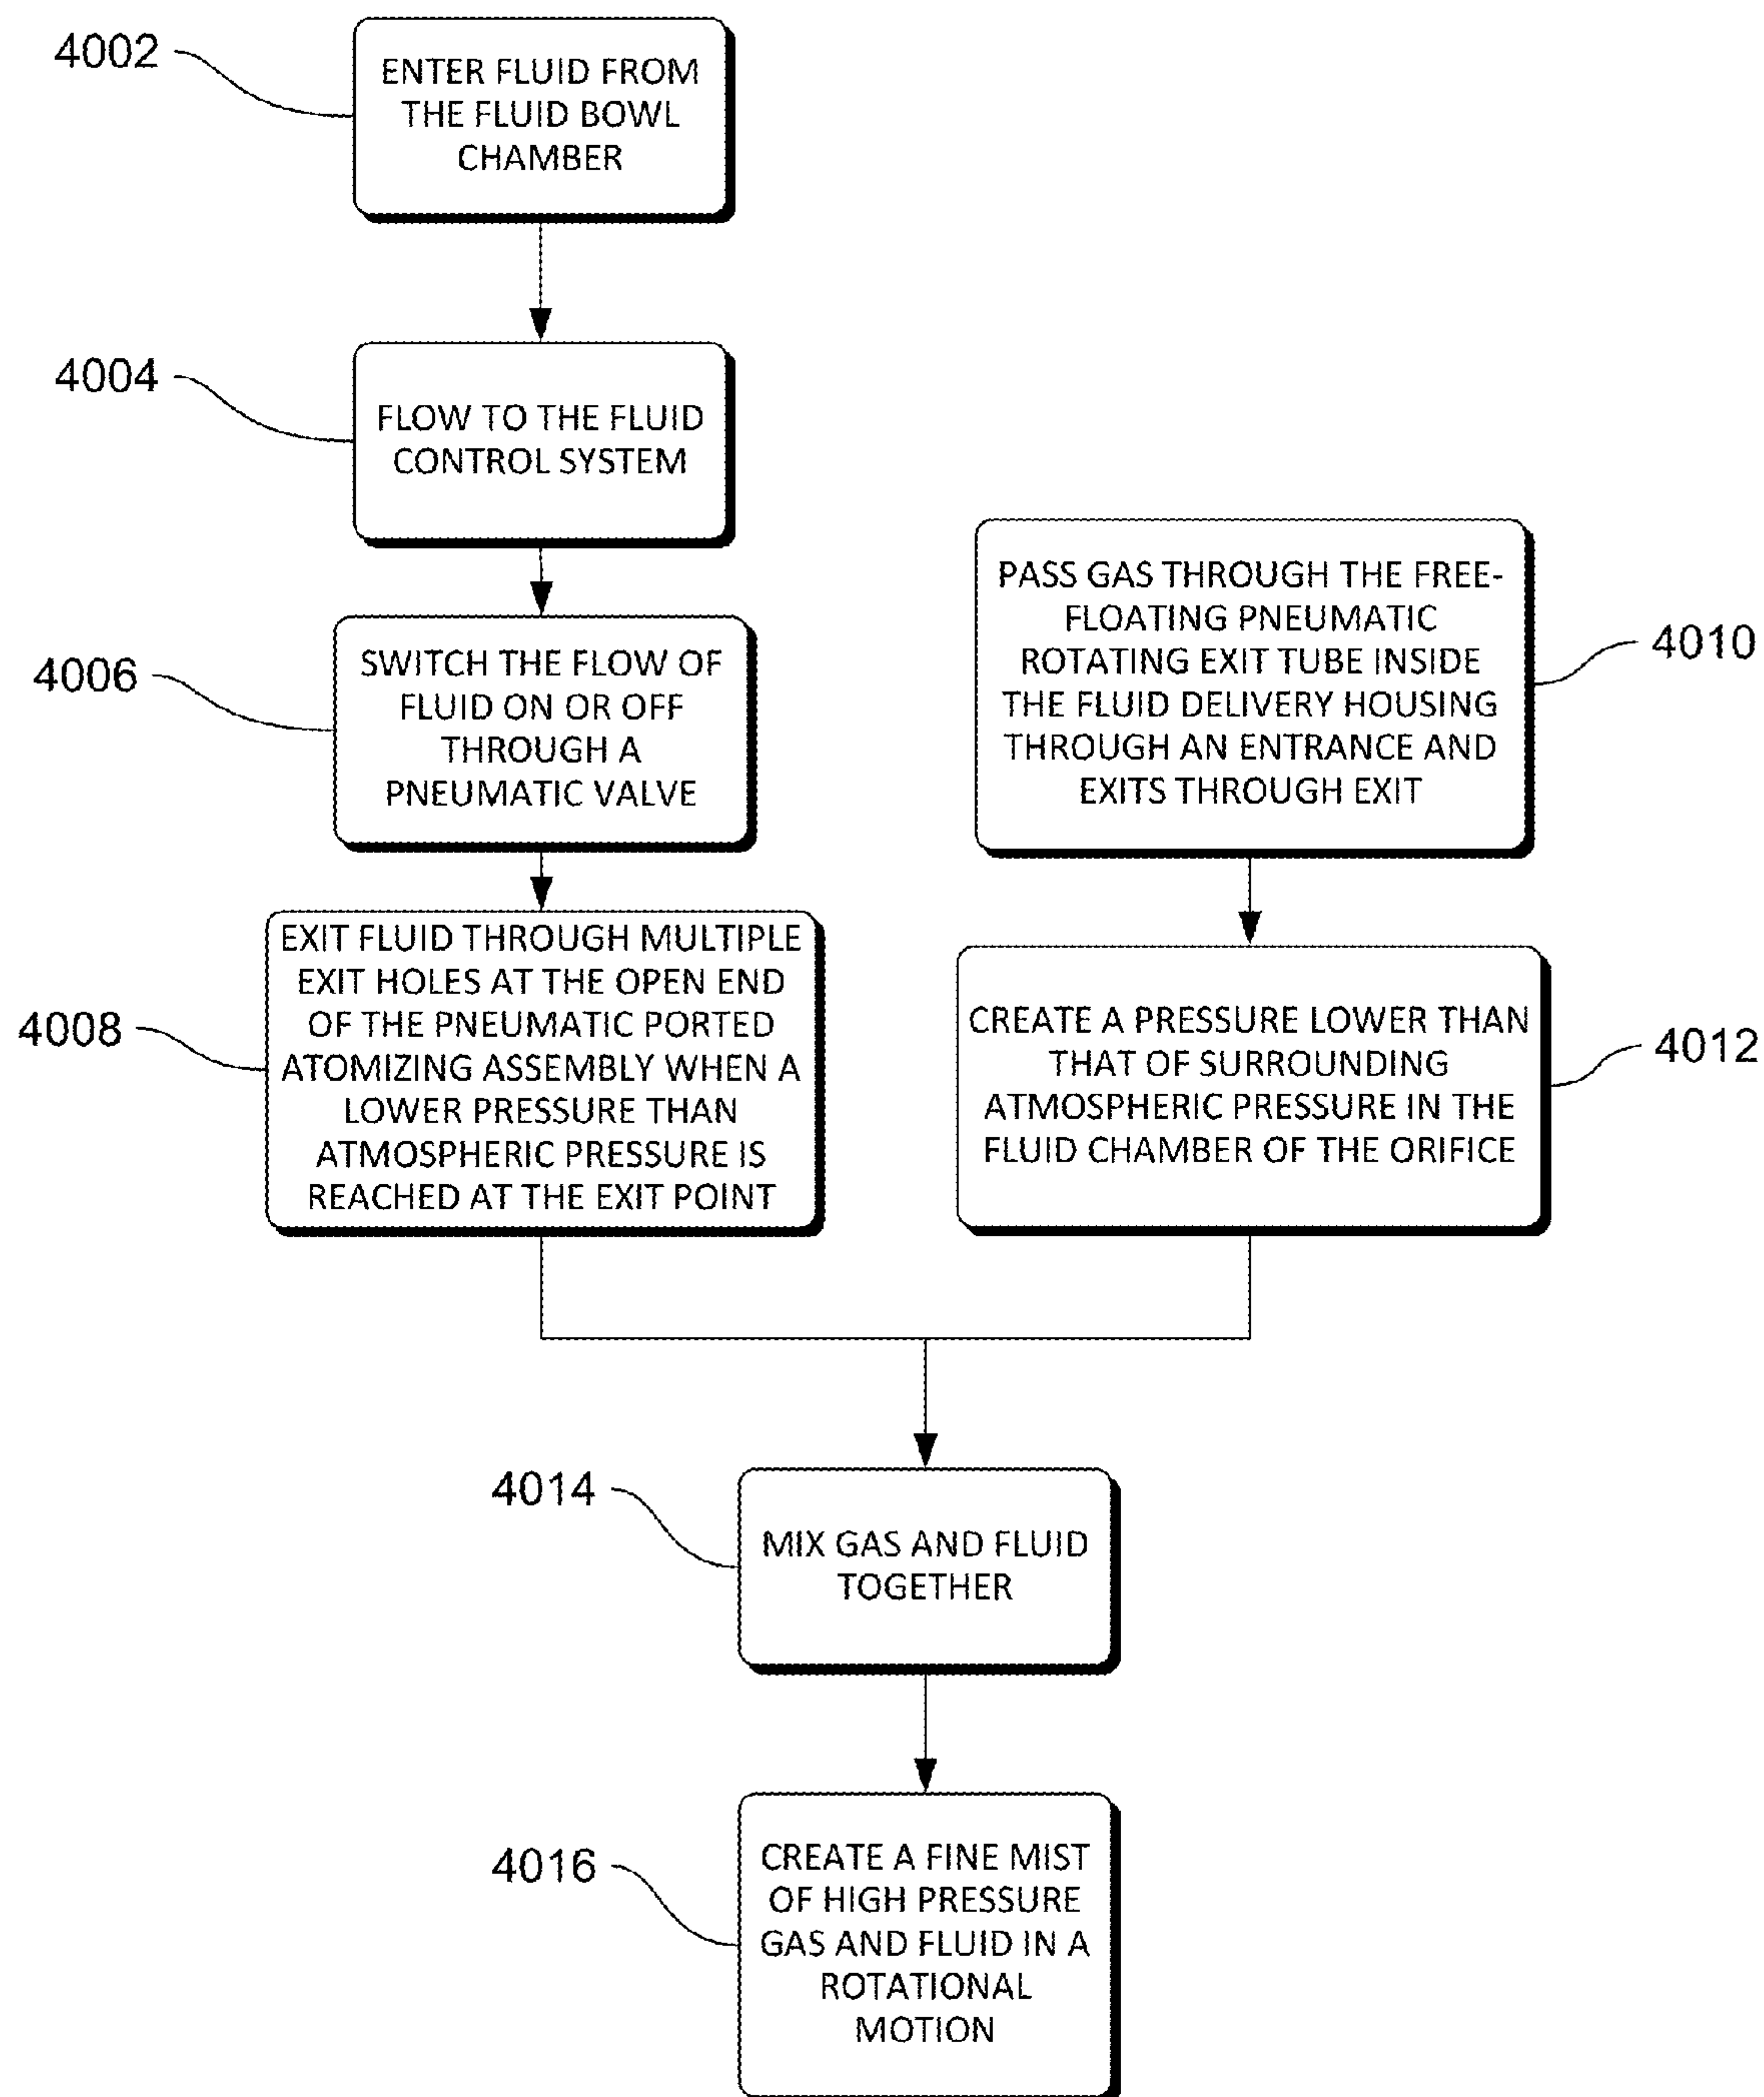 4002
ENTER FLUID FROM
THE FLUID BOWL
CHAMBER
4004
FLOW TO THE FLUID
CONTROL SYSTEM
4006
SWITCH THE FLOW OF
FLUID ON OR OFF
THROUGH A
PNEUMATIC VALVE
4008
EXIT FLUID THROUGH MULTIPLE
EXIT HOLES AT THE OPEN END
OF THE PNEUMATIC PORTED
ATOMIZING ASSEMBLY WHEN A
LOWER PRESSURE THAN
ATMOSPHERIC PRESSURE IS
REACHED AT THE EXIT POINT
PASS GAS THROUGH THE FREE-
FLOATING PNEUMATIC
ROTATING EXIT TUBE INSIDE
THE FLUID DELIVERY HOUSING
THROUGH AN ENTRANCE AND
EXITS THROUGH EXIT
4010
CREATE A PRESSURE LOWER THAN
THAT OF SURROUNDING
ATMOSPHERIC PRESSURE IN THE
FLUID CHAMBER OF THE ORIFICE
4012
4014
MIX GAS AND FLUID
TOGETHER
4016
CREATE A FINE MIST
OF HIGH PRESSURE
GAS AND FLUID IN A
ROTATIONAL
MOTION